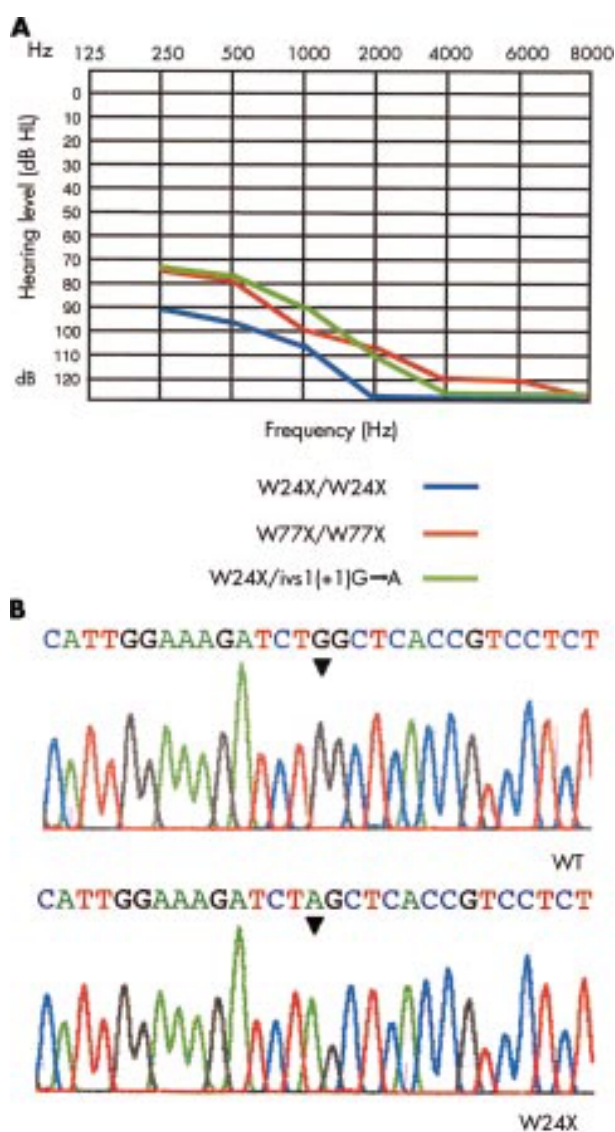 A
Hz 125 250 500 1000 2000 4000 6000 8000
Hearing level (dB HL)
0
10
20
30
40
50
60
70
80
90
100
110
dB 120
Frequency (Hz)
W24X/W24X
W77X/W77X
W24X/ivs1(+1)G→A
B
CATTGGAAAGATCTGGCTCACCGTCCTCT
WT
CATTGGAAAGATCTAGCTCACCGTCCTCT
W24X